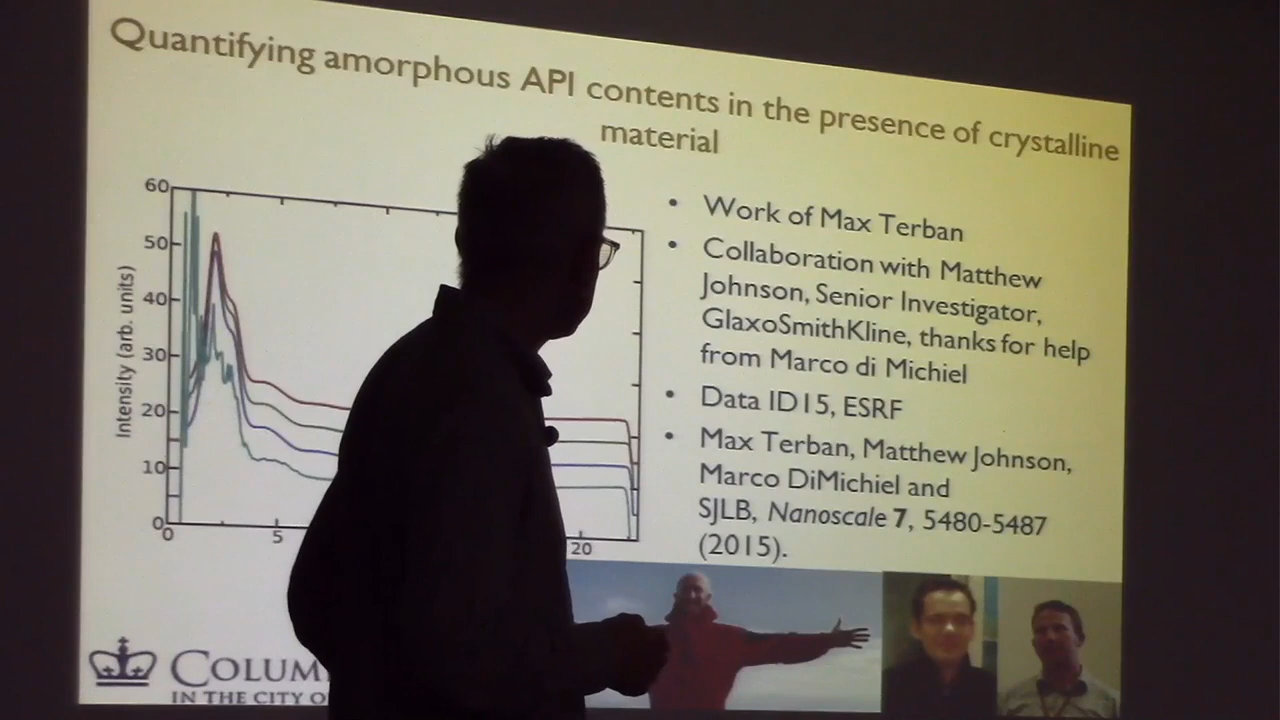 Quantifying amorphous API contents in the presence of crystalline
material
60
50
40
30
20
10
0
Intensity (arb. units)
0
5
20
• Work of Max Terban
• Collaboration with Matthew
Johnson, Senior Investigator,
GlaxoSmithKline, thanks for help
from Marco di Michiel
• Data ID15, ESRF
• Max Terban, Matthew Johnson,
Marco DiMichiel and
SJLB, Nanoscale 7, 5480-5487
(2015).
COLUM
IN THE CITY O